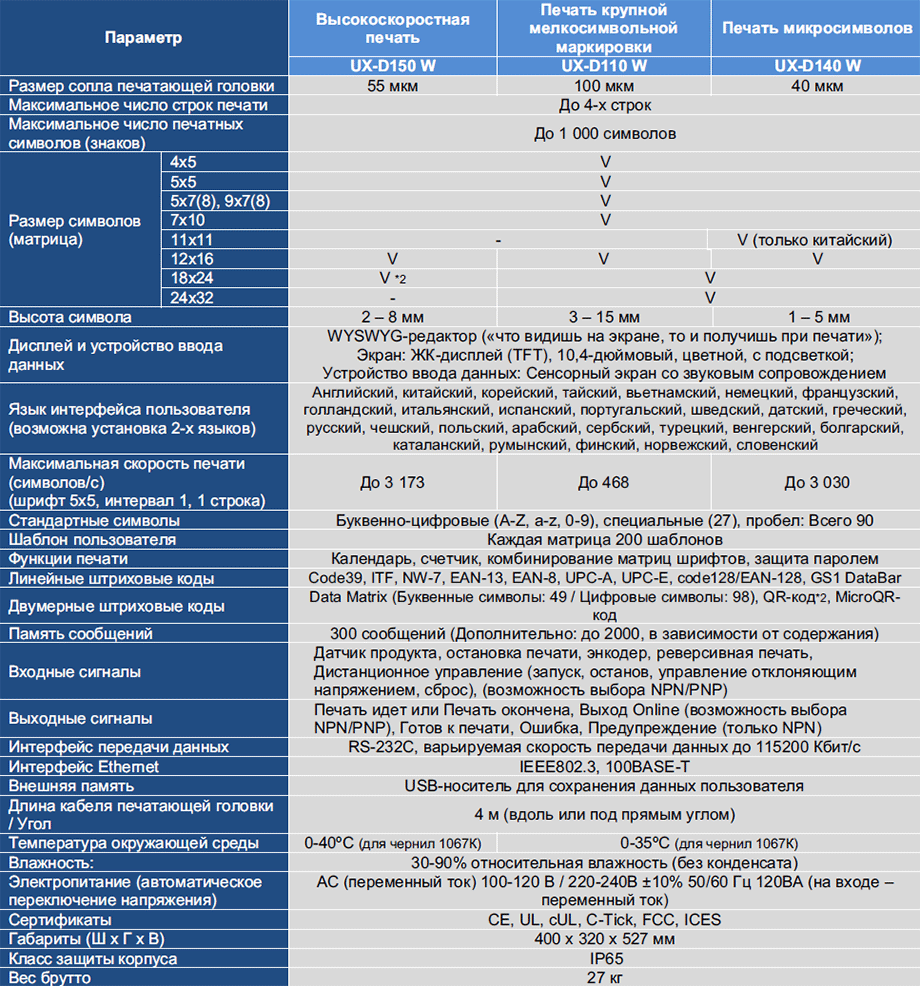 Параметр
Высокоскоростная
печать
Печать крупной
мелкосимвольной
маркировки
Печать микросимволов
UX-D150 W
UX-D110 W
UX-D140 W
Размер сопла печатающей головки
55 мкм
100 мкм
40 мкм
Максимальное число строк печати
До 4-х строк
Максимальное число печатных
символов (знаков)
До 1 000 символов
Размер символов
(матрица)
4x5
V
5x5
V
5x7(8), 9x7(8)
V
7x10
V
11x11
-
V (только китайский)
12x16
V
V
V
18x24
V *2
V
24x32
-
V
Высота символа
2 – 8 мм
3 – 15 мм
1 – 5 мм
Дисплей и устройство ввода
данных
WYSWYG-редактор («что видишь на экране, то и получишь при печати»);
Экран: ЖК-дисплей (TFT), 10,4-дюймовый, цветной, с подсветкой;
Устройство ввода данных: Сенсорный экран со звуковым сопровождением
Язык интерфейса пользователя
(возможна установка 2-х языков)
Английский, китайский, корейский, тайский, вьетнамский, немецкий, французский,
голландский, итальянский, испанский, португальский, шведский, датский, греческий,
русский, чешский, польский, арабский, сербский, турецкий, венгерский, болгарский,
каталанский, румынский, финский, норвежский, словенский
Максимальная скорость печати
(символов/с)
(шрифт 5x5, интервал 1, 1 строка)
До 3 173
До 468
До 3 030
Стандартные символы
Буквенно-цифровые (A-Z, a-z, 0-9), специальные (27), пробел: Всего 90
Шаблон пользователя
Каждая матрица 200 шаблонов
Функции печати
Календарь, счетчик, комбинирование матриц шрифтов, защита паролем
Линейные штриховые коды
Code39, ITF, NW-7, EAN-13, EAN-8, UPC-A, UPC-E, code128/EAN-128, GS1 DataBar
Двумерные штриховые коды
Data Matrix (Буквенные символы: 49 / Цифровые символы: 98), QR-код*2, MicroQR-
код
Память сообщений
300 сообщений (Дополнительно: до 2000, в зависимости от содержания)
Входные сигналы
Датчик продукта, остановка печати, энкодер, реверсивная печать,
Дистанционное управление (запуск, останов, управление отклоняющим
напряжением, сброс), (возможность выбора NPN/PNP)
Выходные сигналы
Печать идет или Печать окончена, Выход Online (возможность выбора
NPN/PNP), Готов к печати, Ошибка, Предупреждение (только NPN)
Интерфейс передачи данных
RS-232C, варьируемая скорость передачи данных до 115200 Кбит/с
Интерфейс Ethernet
IEEE802.3, 100BASE-T
Внешняя память
USB-носитель для сохранения данных пользователя
Длина кабеля печатающей головки
/ Угол
4 м (вдоль или под прямым углом)
Температура окружающей среды
0-40ºC (для чернил 1067К)
0-35ºC (для чернил 1067К)
Влажность:
30-90% относительная влажность (без конденсата)
Электропитание (автоматическое
переключение напряжения)
AC (переменный ток) 100-120 В / 220-240В ±10% 50/60 Гц 120ВА (на входе –
переменный ток)
Сертификаты
CE, UL, cUL, C-Tick, FCC, ICES
Габариты (Ш x Г x В)
400 x 320 x 527 мм
Класс защиты корпуса
IP65
Вес брутто
27 кг